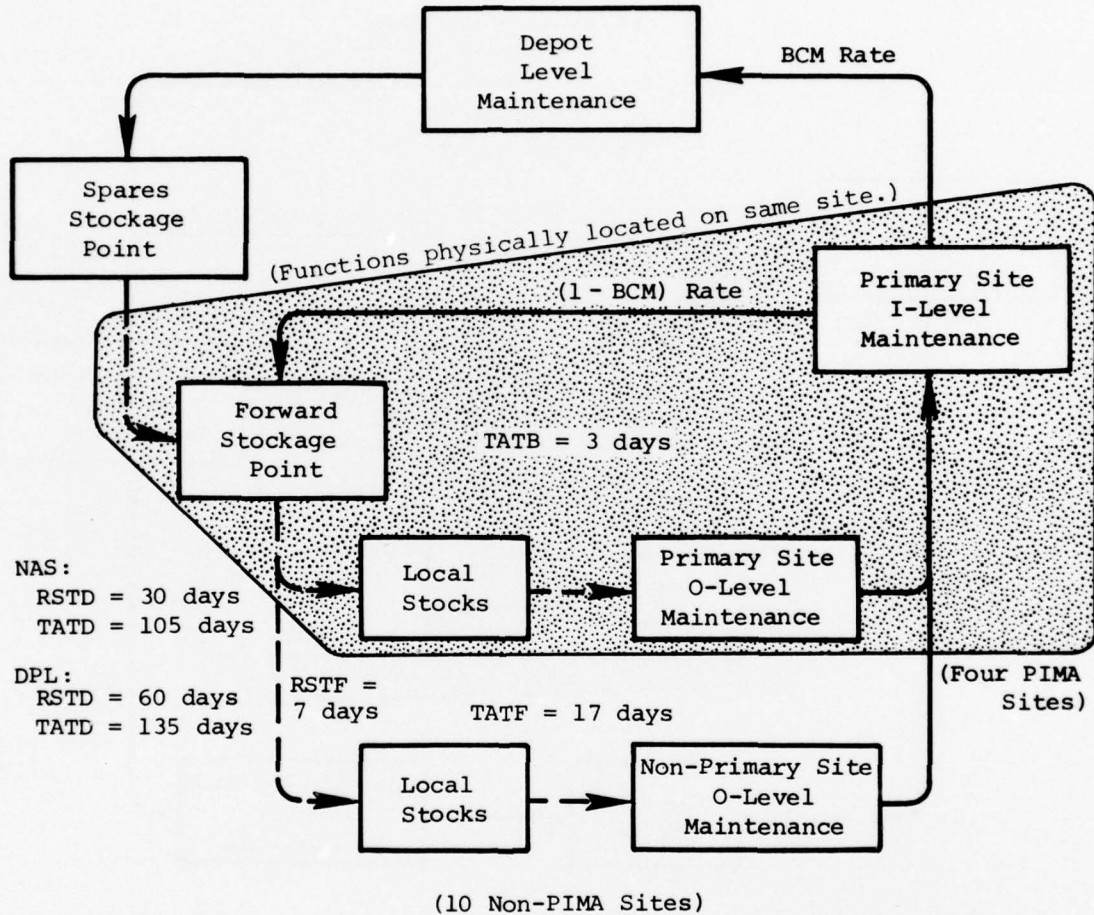 Depot
Level
Maintenance
BCM Rate
Spares
Stockage
Point
(Functions physically located on same site.)
(1 - BCM) Rate
Primary Site
I-Level
Maintenance
Forward
Stockage
Point
TATB = 3 days
NAS:
RSTD = 30 days
TATD = 105 days
DPL:
RSTD = 60 days
TATD = 135 days
Local
Stocks
Primary Site
O-Level
Maintenance
(Four PIMA
Sites)
RSTF =
7 days
TATF = 17 days
Local
Stocks
Non-Primary Site
O-Level
Maintenance
(10 Non-PIMA Sites)